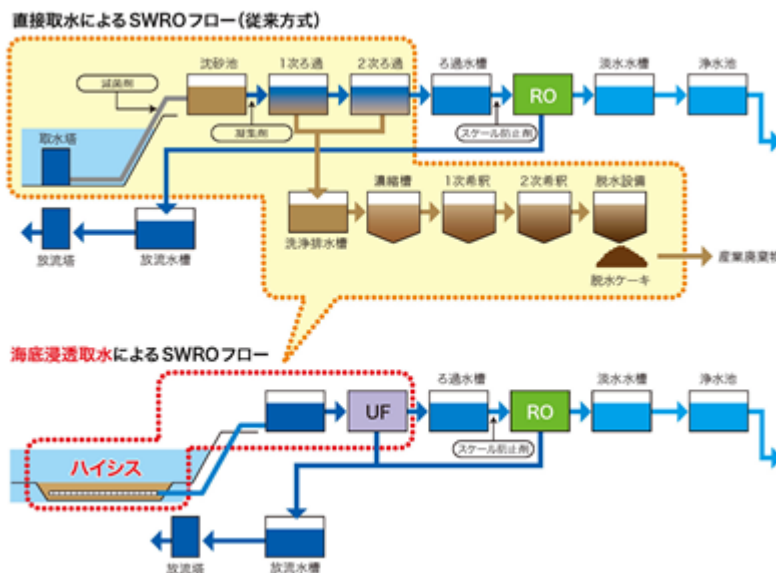 直接取水によるSWROフロー(従来方式)
沈砂池
1次ろ過
2次ろ過
ろ過水槽
淡水水槽
浄水池
滅菌剤
RO
取水塔
凝集剤
スケール防止剤
濃縮槽
1次希釈
2次希釈
脱水設備
洗浄排水槽
放流塔
放流水槽
産業廃棄物
脱水ケーキ
海底浸透取水によるSWROフロー
ろ過水槽
淡水水槽
浄水池
UF
RO
スケール防止剤
ハイシス
放流塔
放流水槽